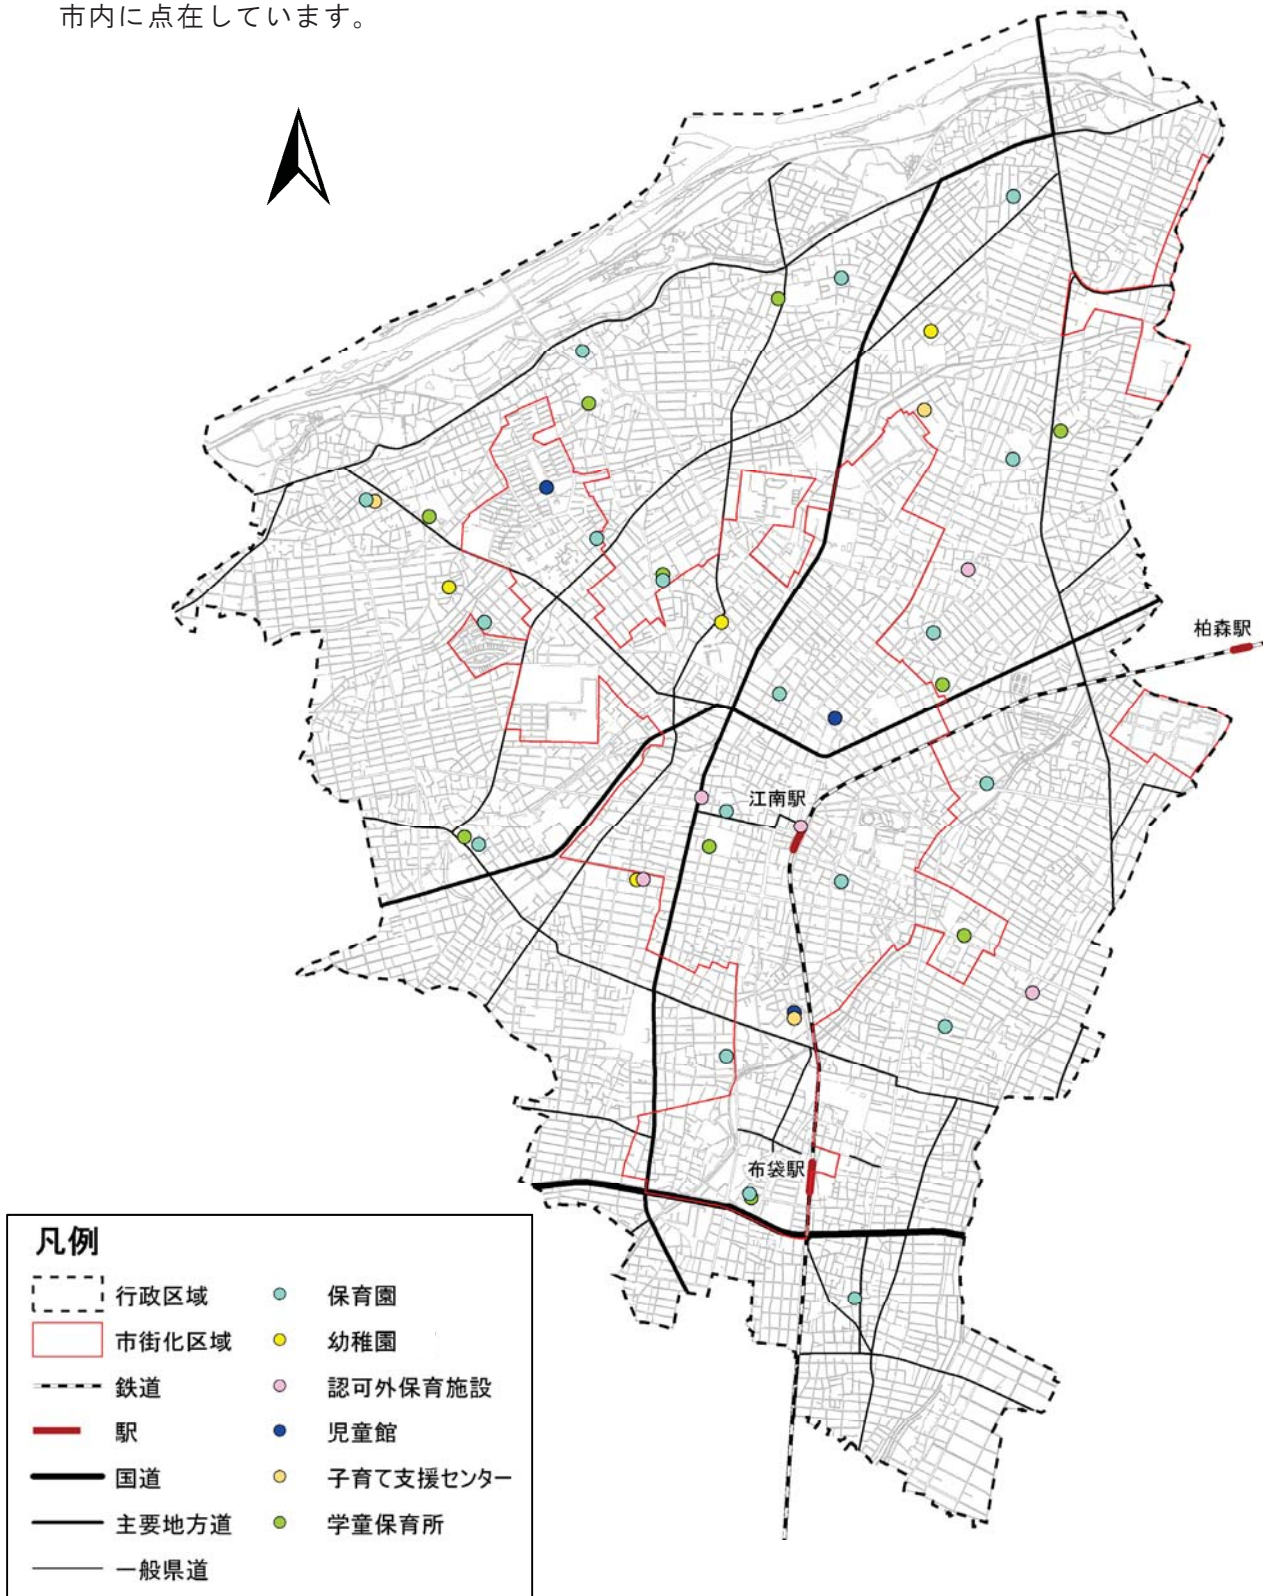 市内に点在しています。
柏森駅
江南駅
布袋駅
凡例
行政区域
市街化区域
鉄道
駅
国道
主要地方道
一般県道
保育園
幼稚園
認可外保育施設
児童館
子育て支援センター
学童保育所